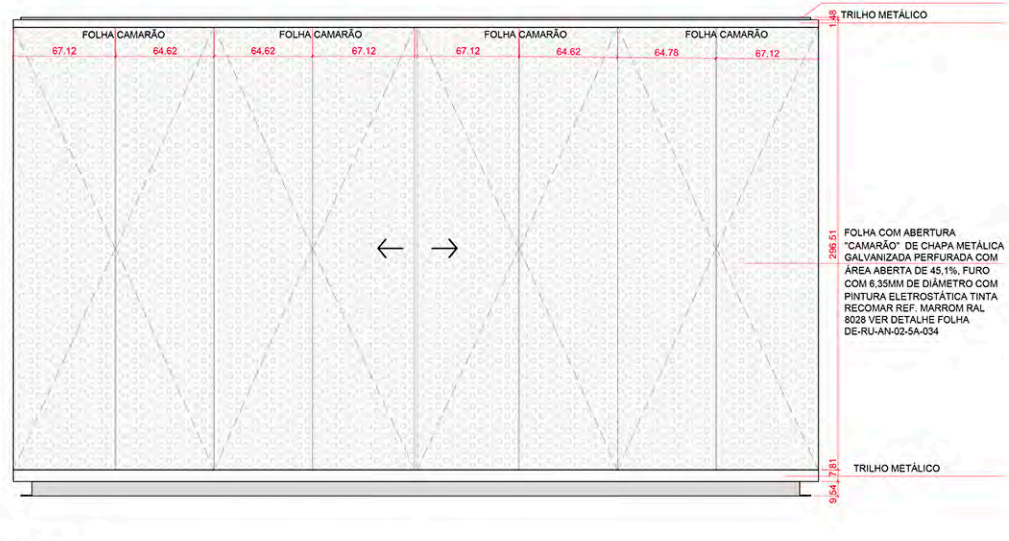 1.48
TRILHO METÁLICO
FOLHA CAMARÃO FOLHA CAMARÃO FOLHA CAMARÃO FOLHA CAMARÃO
67.12 64.62 64.62 67.12 67.12 64.62 64.78 67.12
296.51
FOLHA COM ABERTURA
"CAMARÃO" DE CHAPA METÁLICA
GALVANIZADA PERFURADA COM
ÁREA ABERTA DE 45,1%, FURO
COM 6,35MM DE DIÂMETRO COM
PINTURA ELETROSTÁTICA TINTA
RECOMAR REF. MARROM RAL
8028 VER DETALHE FOLHA
DE-RU-AN-02-5A-034
7.81
TRILHO METÁLICO
9.54